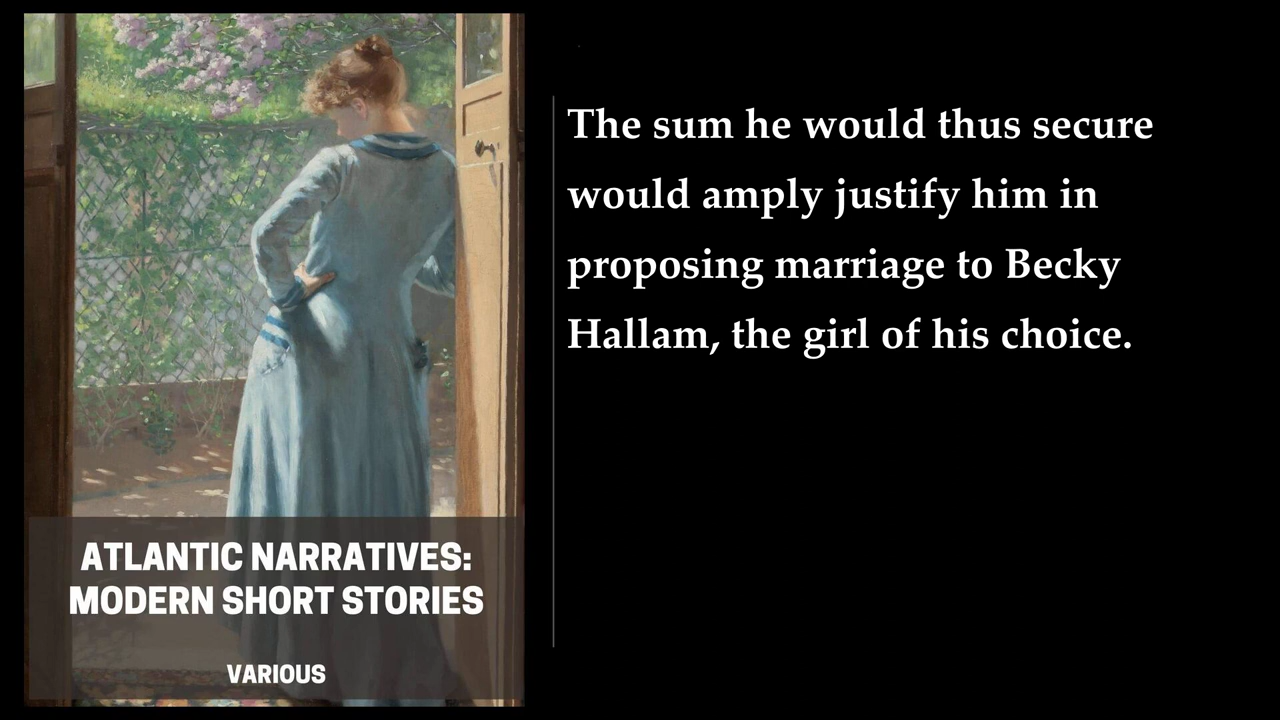 The sum he would thus secure
would amply justify him in
proposing marriage to Becky
Hallam, the girl of his choice.
ATLANTIC NARRATIVES:
MODERN SHORT STORIES
VARIOUS